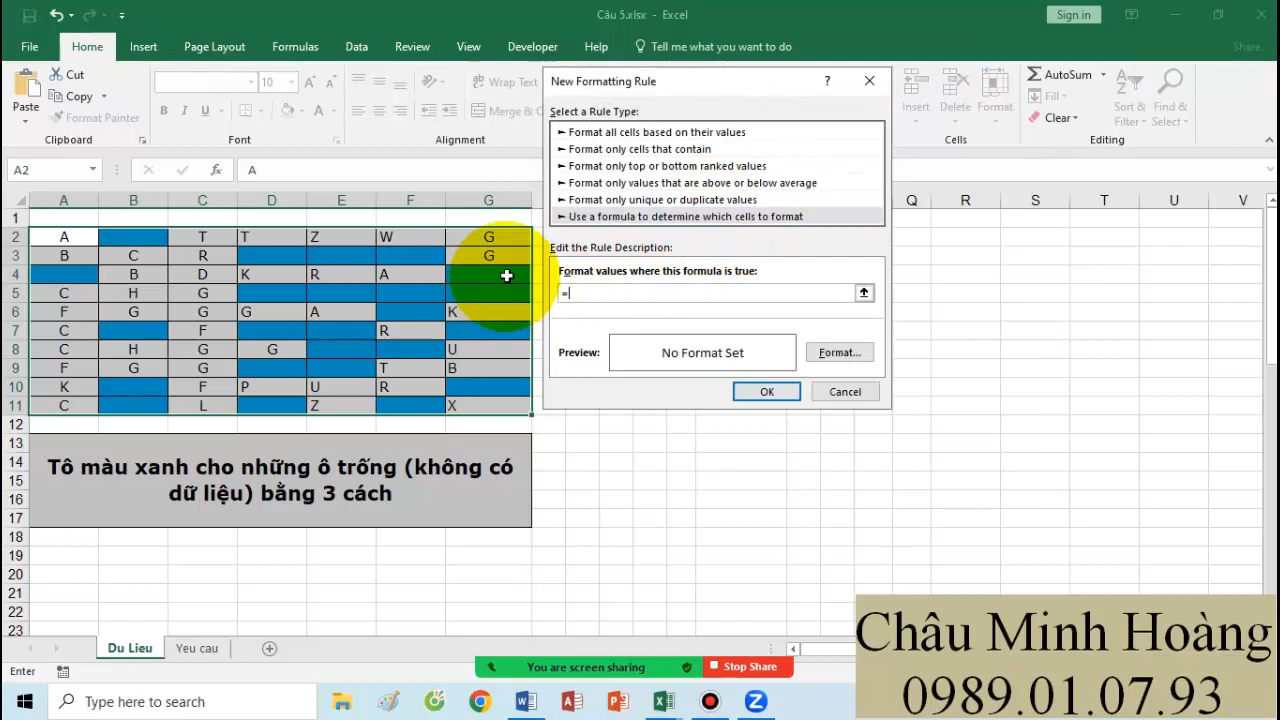 Câu 5.xlsx - Excel
Sign in
File Home Insert Page Layout Formulas Data Review View Developer Help Tell me what you want to do Share
Paste
Cut
Copy
Format Painter
Clipboard
10
B I U
Font
Wrap Text
Merge &
Alignment
Insert Delete Format
Cells
AutoSum
Fill
Clear
Sort & Filter
Find & Select
Editing
A2 fx A
New Formatting Rule
Select a Rule Type:
► Format all cells based on their values
► Format only cells that contain
► Format only top or bottom ranked values
► Format only values that are above or below average
► Format only unique or duplicate values
► Use a formula to determine which cells to format
Edit the Rule Description:
Format values where this formula is true:
=
Preview: No Format Set Format...
OK Cancel
A B C D E F G Q R S T U V
1
2 A T T Z W G
3 B C R G
4 B D K R A
5 C H G
6 F G G G A K
7 C F R
8 C H G G U
9 F G G T B
10 K F P U R
11 C L Z X
12
13
14
15
16
17
18
19
20
21
22
23
Tô màu xanh cho những ô trống (không có
dữ liệu) bằng 3 cách
Du Lieu Yeu cau
Enter
You are screen sharing Stop Share
Type here to search
Châu Minh Hoàng
0989.01.07.93